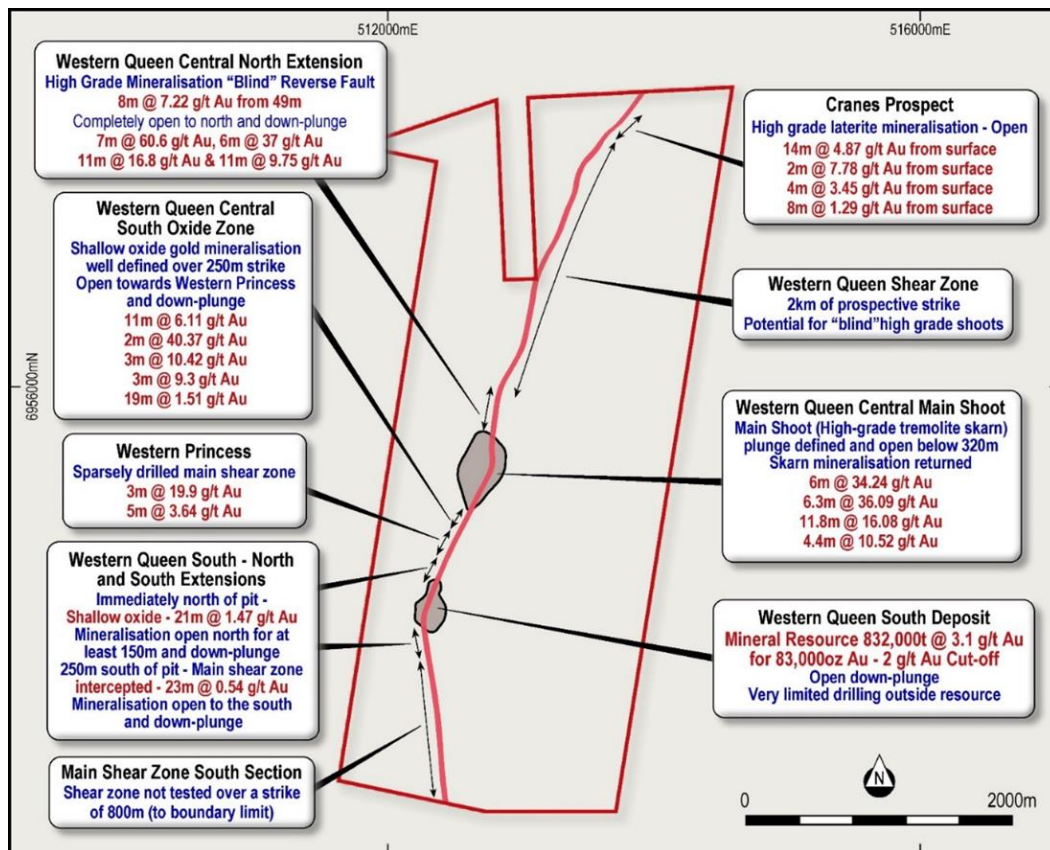 512000mE
516000mE
6956000mN
Western Queen Central North Extension
High Grade Mineralisation “Blind” Reverse Fault
8m @ 7.22 g/t Au from 49m
Completely open to north and down-plunge
7m @ 60.6 g/t Au, 6m @ 37 g/t Au
11m @ 16.8 g/t Au & 11m @ 9.75 g/t Au
Western Queen Central
South Oxide Zone
Shallow oxide gold mineralisation
well defined over 250m strike
Open towards Western Princess
and down-plunge
11m @ 6.11 g/t Au
2m @ 40.37 g/t Au
3m @ 10.42 g/t Au
3m @ 9.3 g/t Au
19m @ 1.51 g/t Au
Western Princess
Sparsely drilled main shear zone
3m @ 19.9 g/t Au
5m @ 3.64 g/t Au
Western Queen South - North
and South Extensions
Immediately north of pit -
Shallow oxide - 21m @ 1.47 g/t Au
Mineralisation open north for at
least 150m and down-plunge
250m south of pit - Main shear zone
intercepted - 23m @ 0.54 g/t Au
Mineralisation open to the south
and down-plunge
Main Shear Zone South Section
Shear zone not tested over a strike
of 800m (to boundary limit)
Cranes Prospect
High grade laterite mineralisation - Open
14m @ 4.87 g/t Au from surface
2m @ 7.78 g/t Au from surface
4m @ 3.45 g/t Au from surface
8m @ 1.29 g/t Au from surface
Western Queen Shear Zone
2km of prospective strike
Potential for “blind”high grade shoots
Western Queen Central Main Shoot
Main Shoot (High-grade tremolite skarn)
plunge defined and open below 320m
Skarn mineralisation returned
6m @ 34.24 g/t Au
6.3m @ 36.09 g/t Au
11.8m @ 16.08 g/t Au
4.4m @ 10.52 g/t Au
Western Queen South Deposit
Mineral Resource 832,000t @ 3.1 g/t Au
for 83,000oz Au - 2 g/t Au Cut-off
Open down-plunge
Very limited drilling outside resource
N
0
2000m